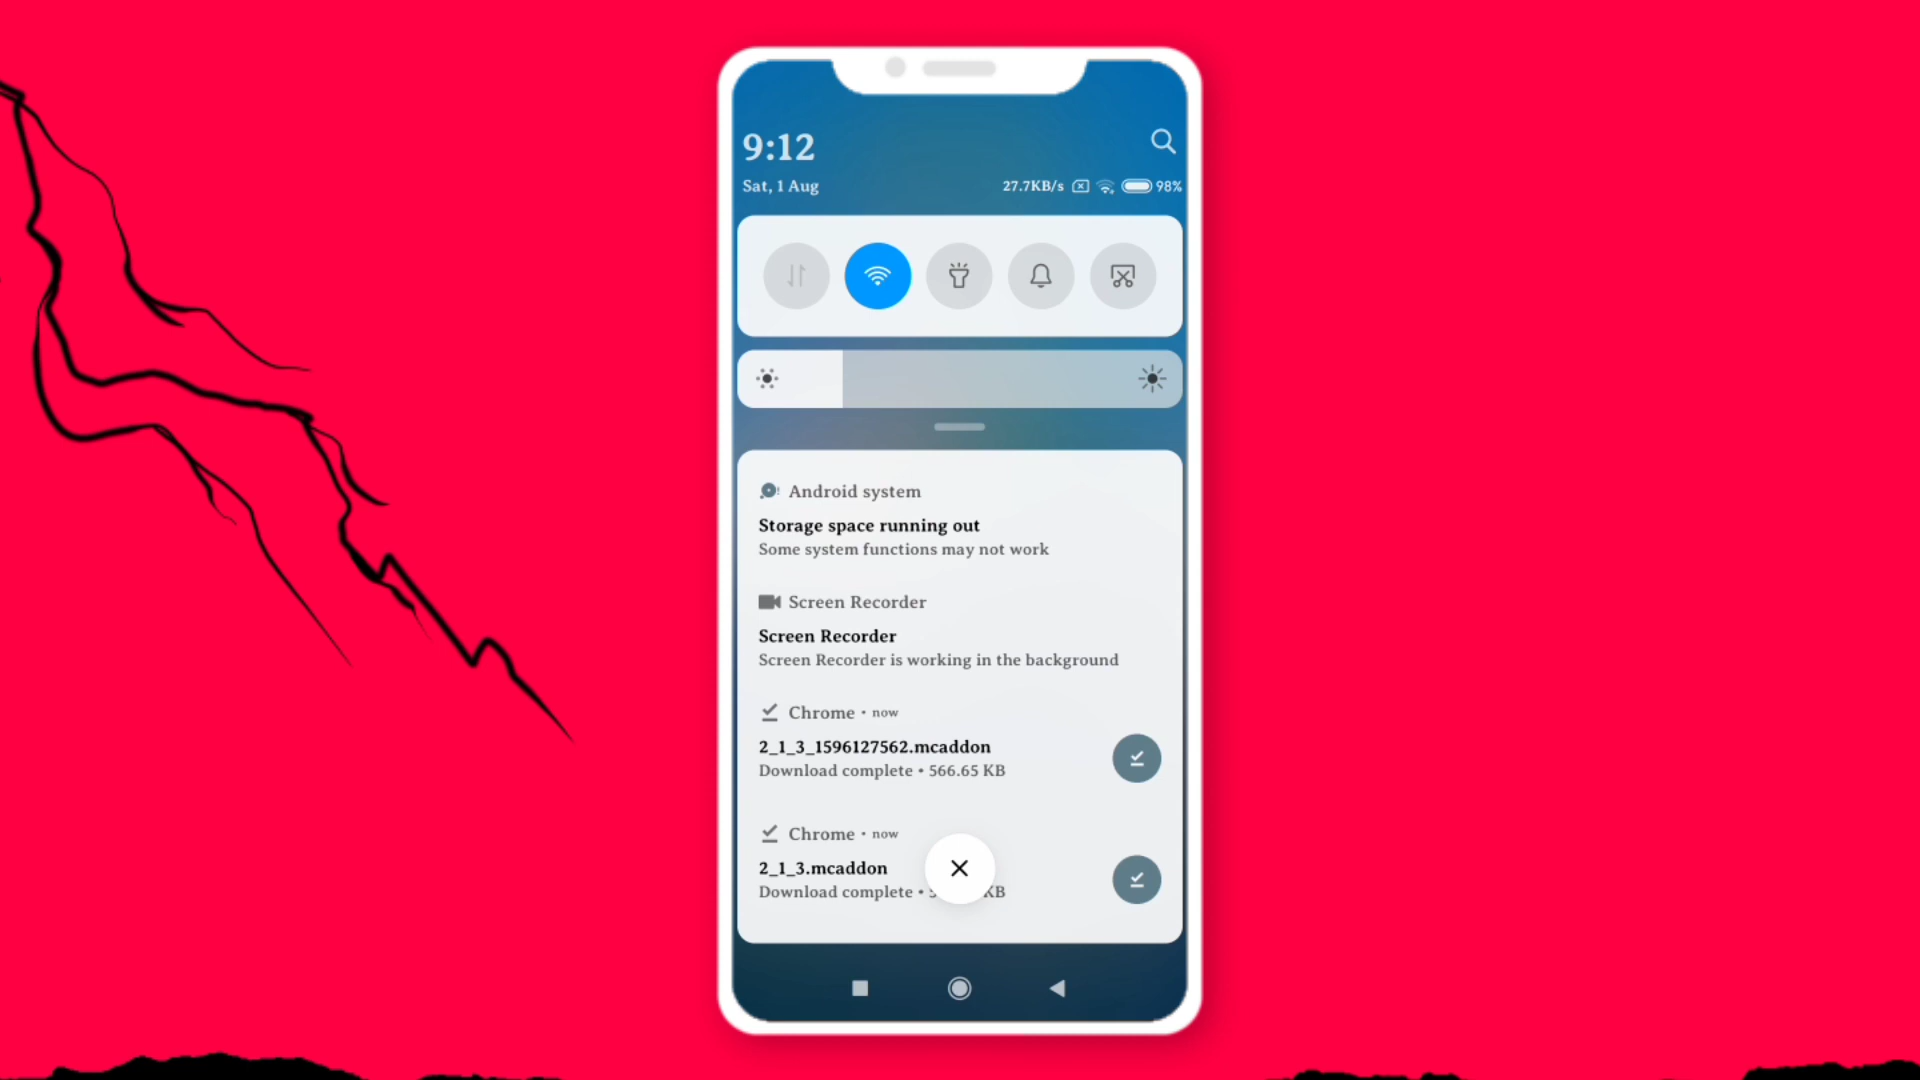 9:12
Sat, 1 Aug
27.7KB/s 98%
Android system
Storage space running out
Some system functions may not work
Screen Recorder
Screen Recorder
Screen Recorder is working in the background
Chrome • now
2_1_3_1596127562.mcaddon
Download complete • 566.65 KB
Chrome • now
2_1_3.mcaddon
Download complete • KB